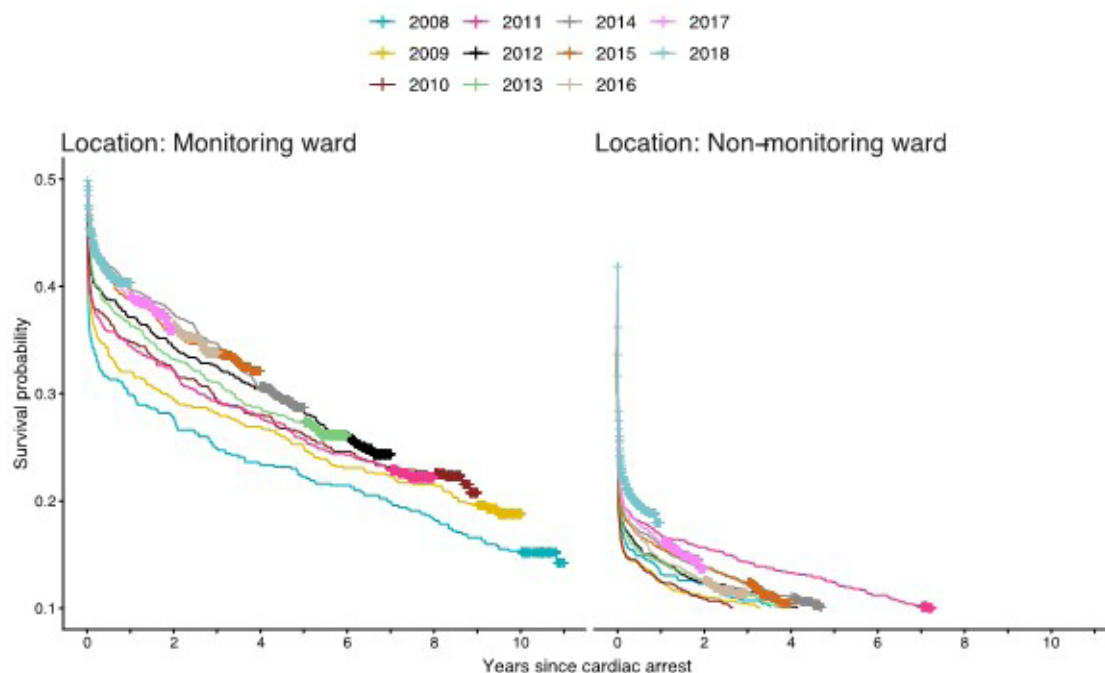 2008 2011 2014 2017
2009 2012 2015 2018
2010 2013 2016
Location: Monitoring ward
Location: Non-monitoring ward
0.5
0.4
0.3
0.2
0.1
Survival probability
0 2 4 6 8 10
0 2 4 6 8 10
Years since cardiac arrest